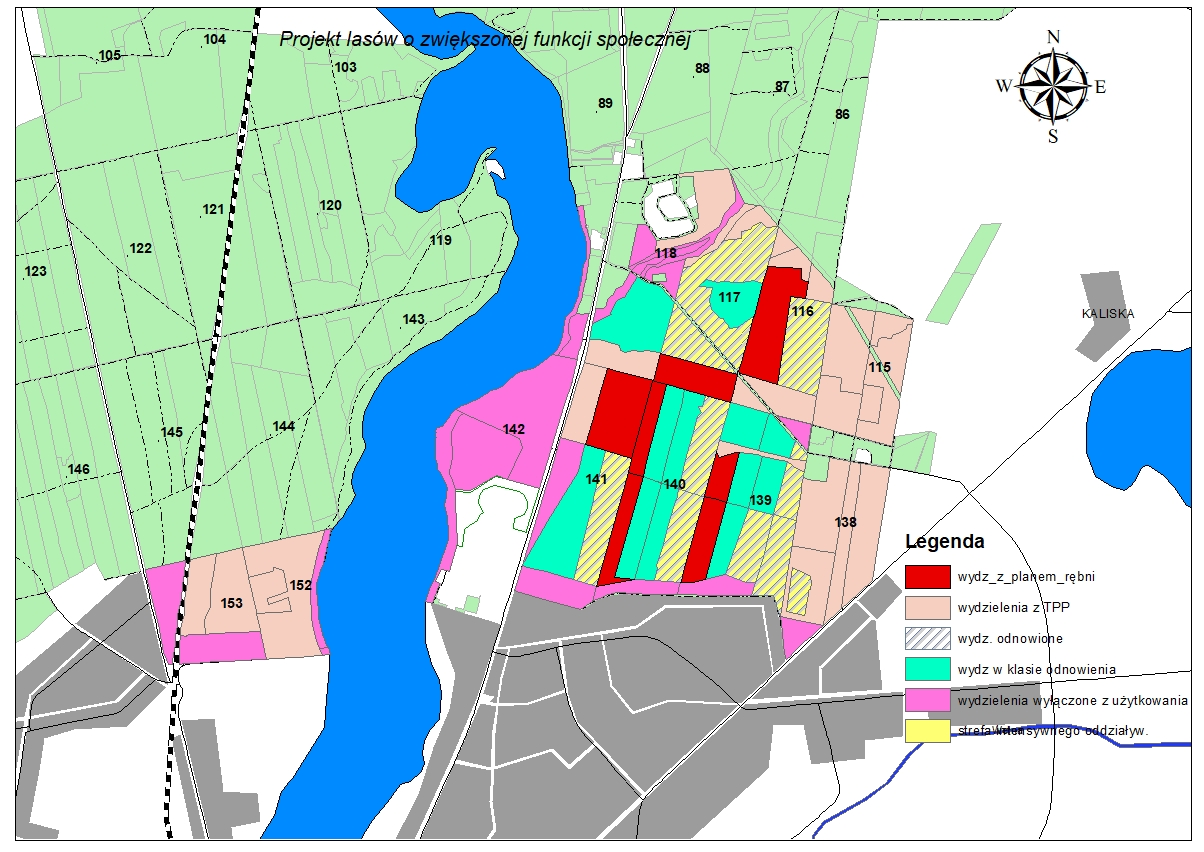 Projekt lasów o zwiększonej funkcji społecznej
N
W E
S
105
104
103
88
87
89
86
121
120
122
119
123
118
117
116
143
KALISKA
115
142
144
145
146
141
140
139
138
152
153
Legenda
wydz_z_planem_rębni
wydzielenia z TPP
wydz. odnowione
wydz w klasie odnowienia
wydzielenia wyłączone z użytkowania
strefa intensywnego oddziaływ.